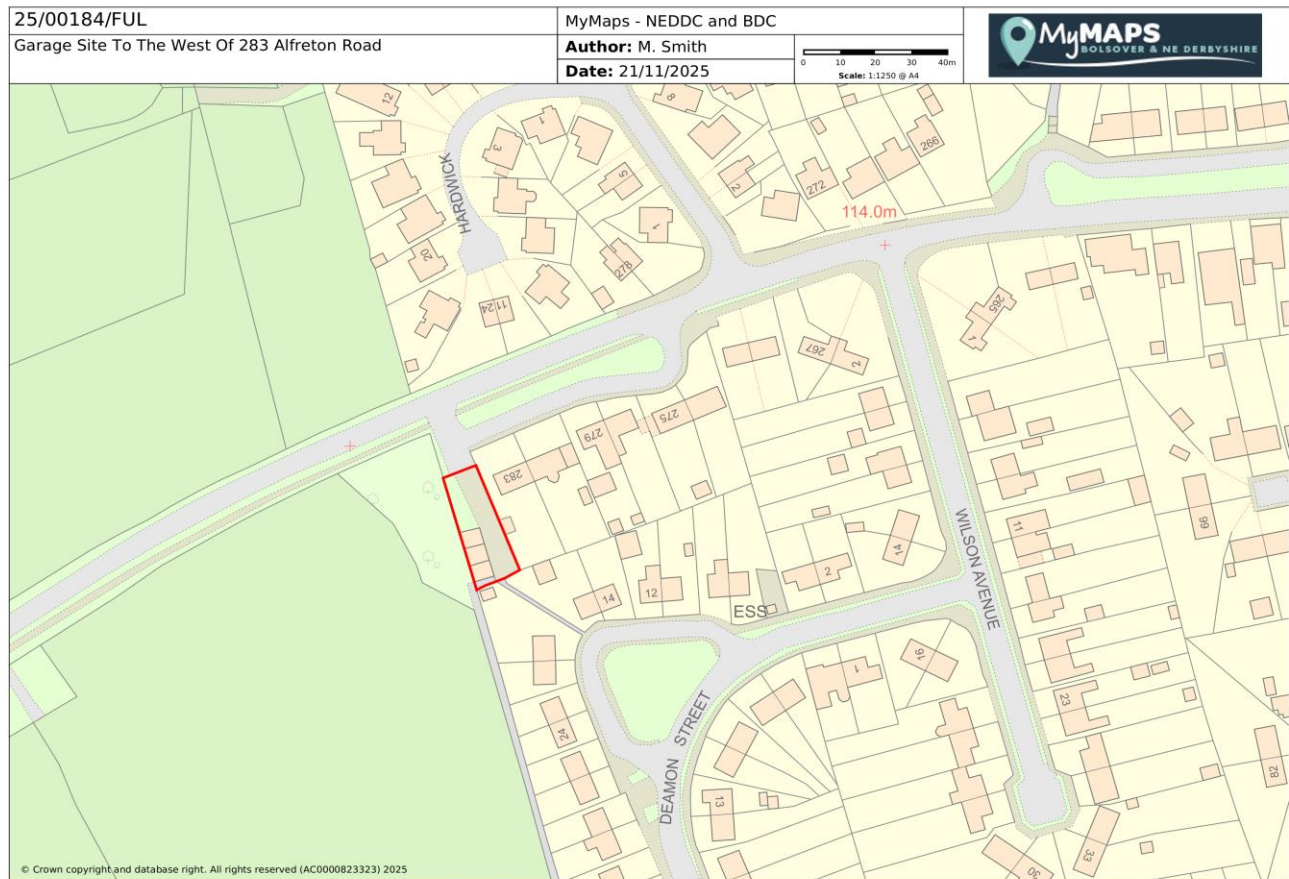 25/00184/FUL
Garage Site To The West Of 283 Alfreton Road
MyMaps - NEDDC and BDC
Author: M. Smith
Date: 21/11/2025
0 10 20 30 40m
Scale: 1:1250 @ A4
MyMAPS
BOLSOVER & NE DERBYSHIRE
12
1
3
5
8
2
272
266
HARDWICK
20
1
278
114.0m
11
24
265
1
267
2
275
279
283
14
12
2
14
ESS
WILSON AVENUE
11
66
16
1
24
DEAMON STREET
23
13
82
30
33
© Crown copyright and database right. All rights reserved (AC0000823323) 2025